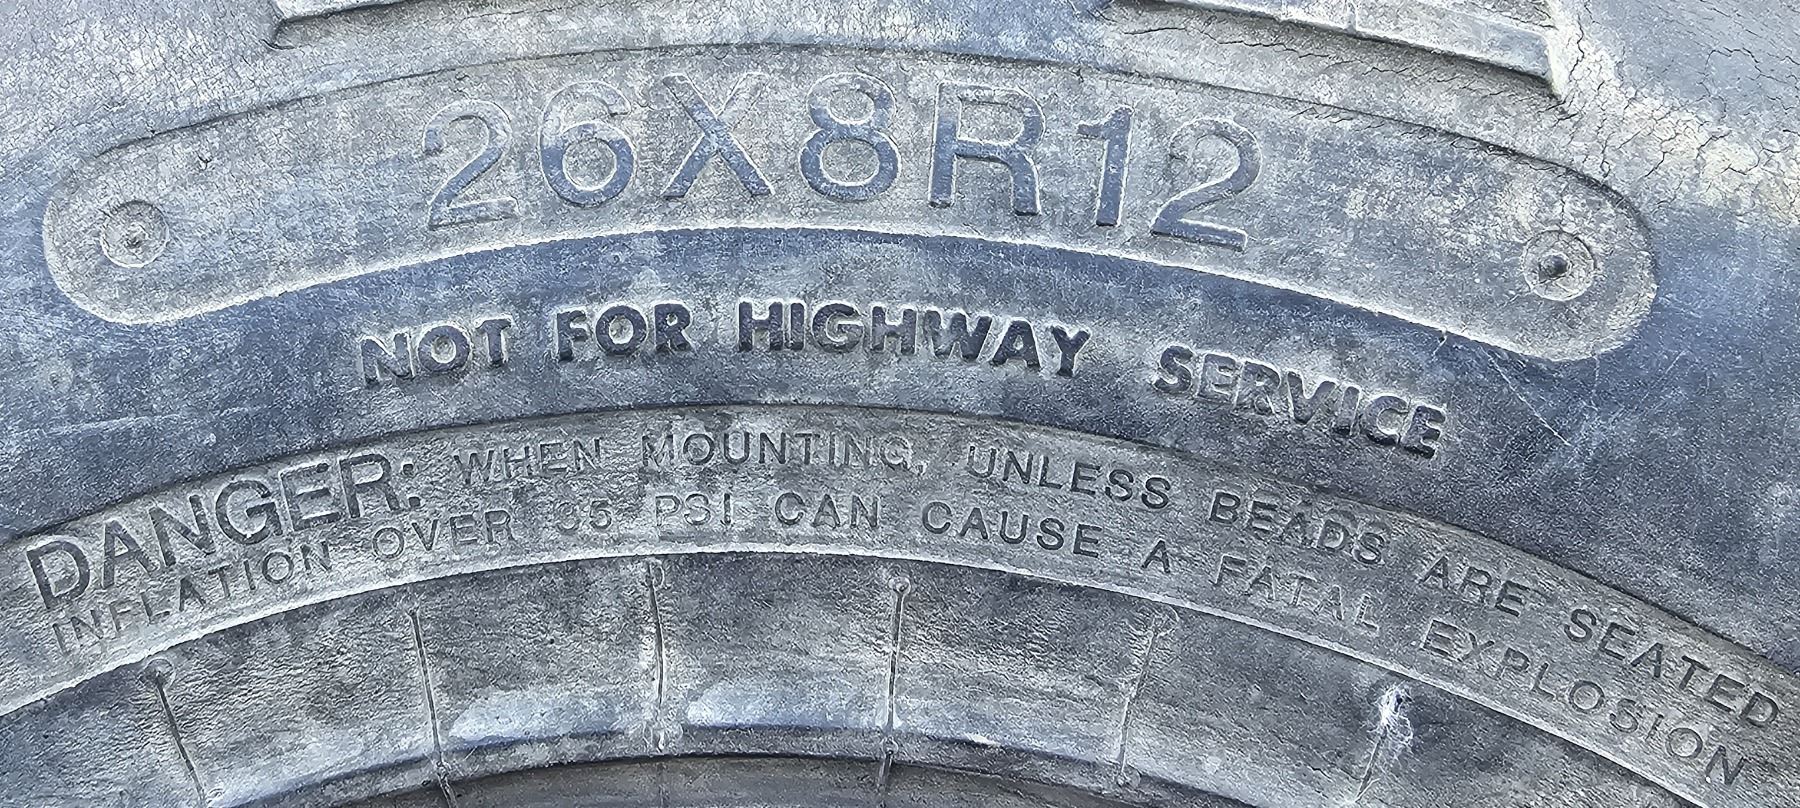 26X8R12
NOT FOR HIGHWAY SERVICE
DANGER: WHEN MOUNTING, UNLESS BEADS ARE SEATED
INFLATION OVER 35 PSI CAN CAUSE A FATAL EXPLOSION